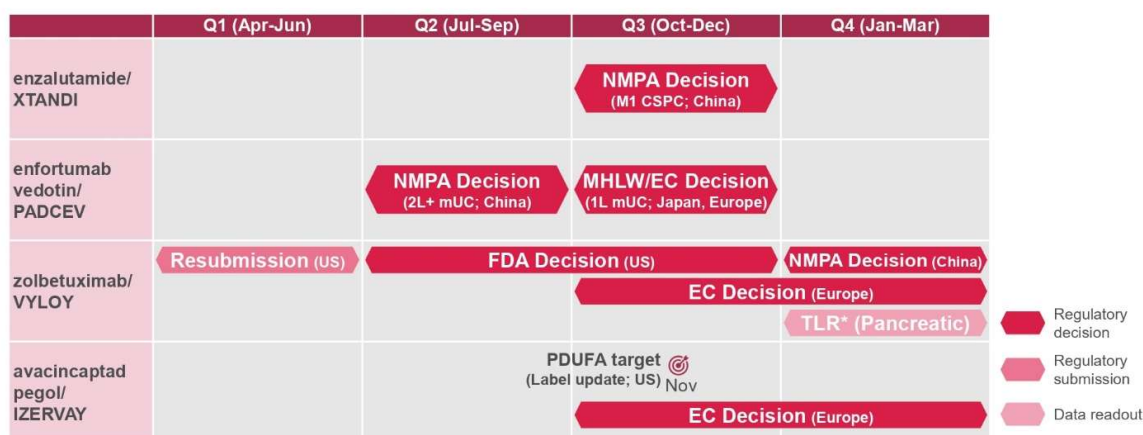 Q1 (Apr-Jun) Q2 (Jul-Sep) Q3 (Oct-Dec) Q4 (Jan-Mar)
enzalutamide/
XTANDI
NMPA Decision
(M1 CSPC; China)
enfortumab
vedotin/
PADCEV
NMPA Decision
(2L+ mUC; China)
MHLW/EC Decision
(1L mUC; Japan, Europe)
zolbetuximab/
VYLOY
Resubmission (US)
FDA Decision (US)
NMPA Decision (China)
EC Decision (Europe)
TLR* (Pancreatic)
avacincaptad
pegol/
IZERVAY
PDUFA target
(Label update; US) Nov
EC Decision (Europe)
Regulatory
decision
Regulatory
submission
Data readout